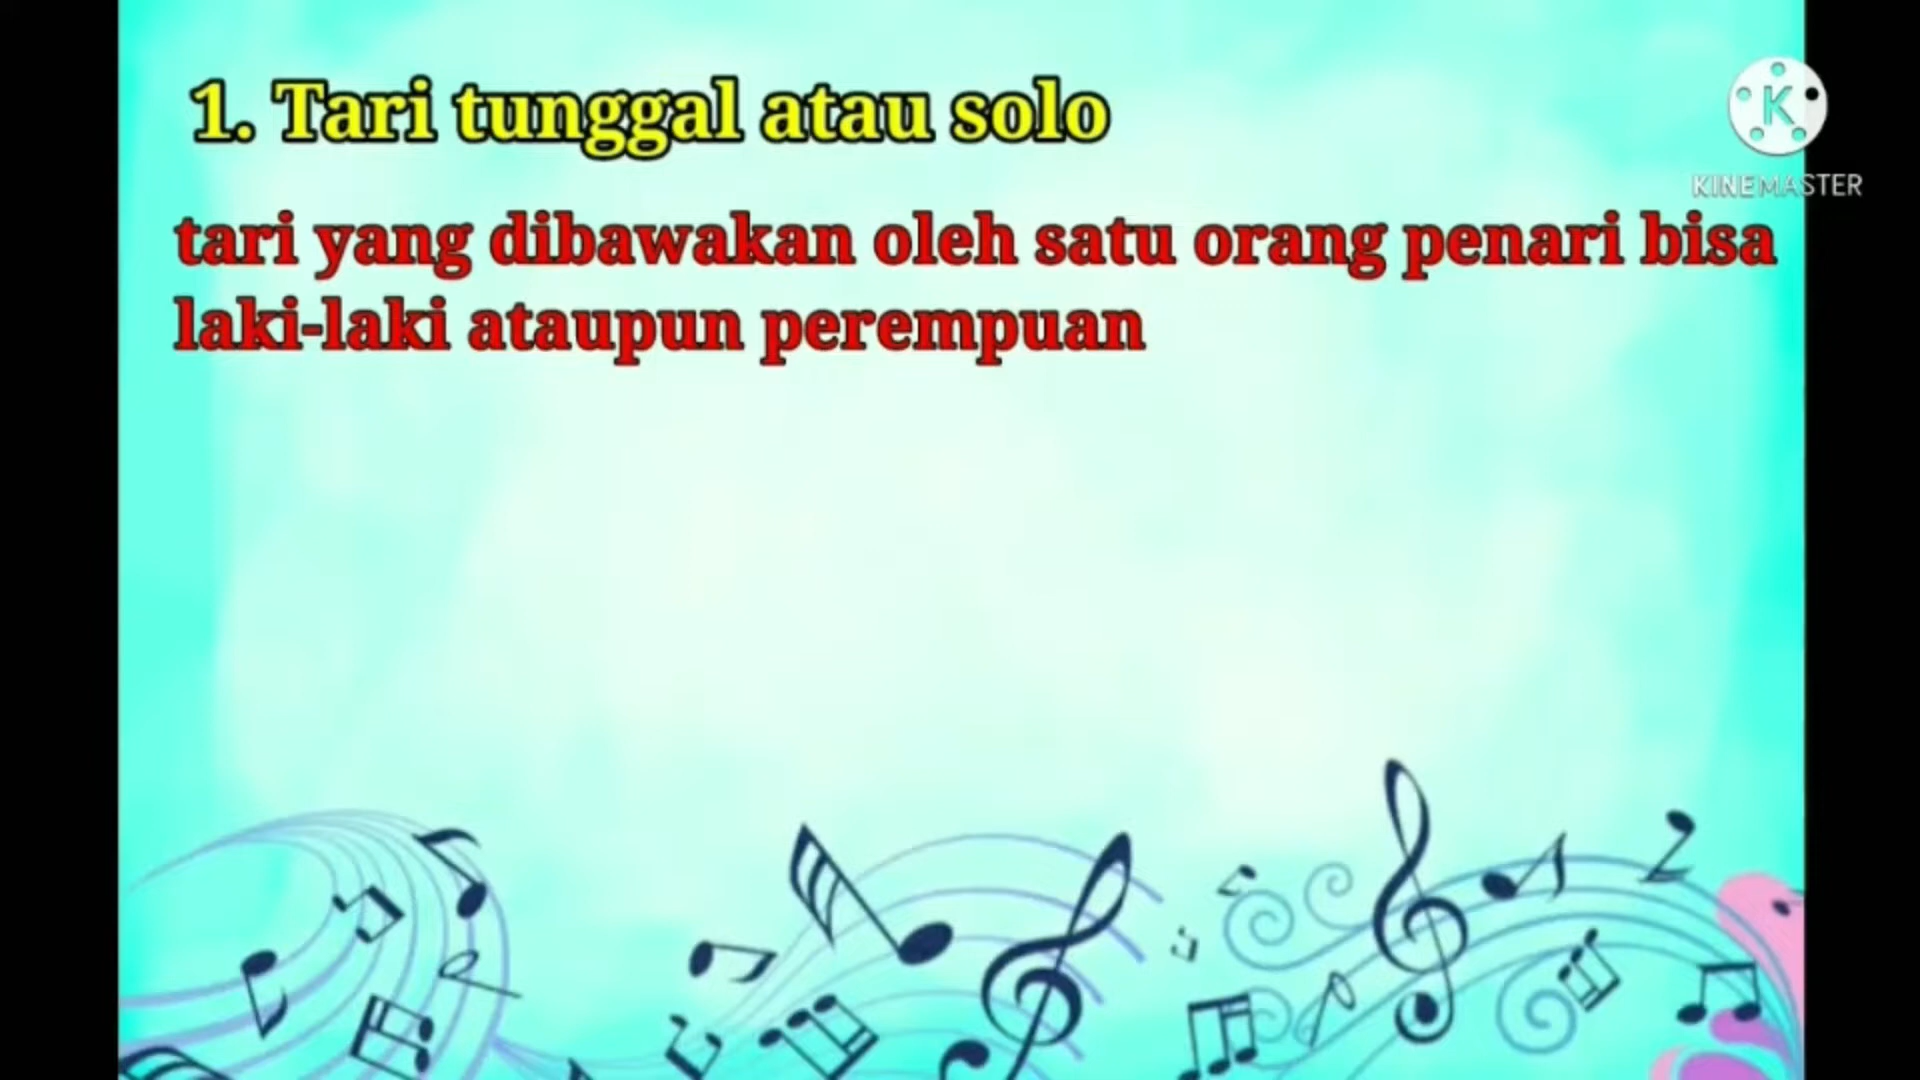 1. Tari tunggal atau solo
KINEMASTER
tari yang dibawakan oleh satu orang penari bisa
laki-laki ataupun perempuan